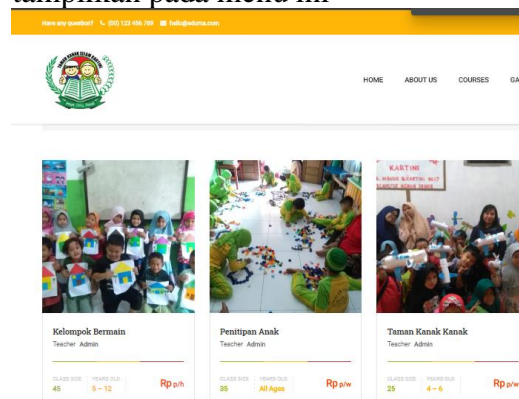 tampilkan pada menu ini
Have any question? (00) 123 456 789 hello@eduma.com
HOME ABOUT US COURSES GA
KARTINI
Kelompok Bermain
Teacher Admin
CLASS SIZE YEARS OLD
45 5 – 12 Rp p/h
Penitipan Anak
Teacher Admin
CLASS SIZE YEARS OLD
35 All Ages Rp p/w
Taman Kanak Kanak
Teacher Admin
CLASS SIZE YEARS OLD
25 4 – 6 Rp p/w